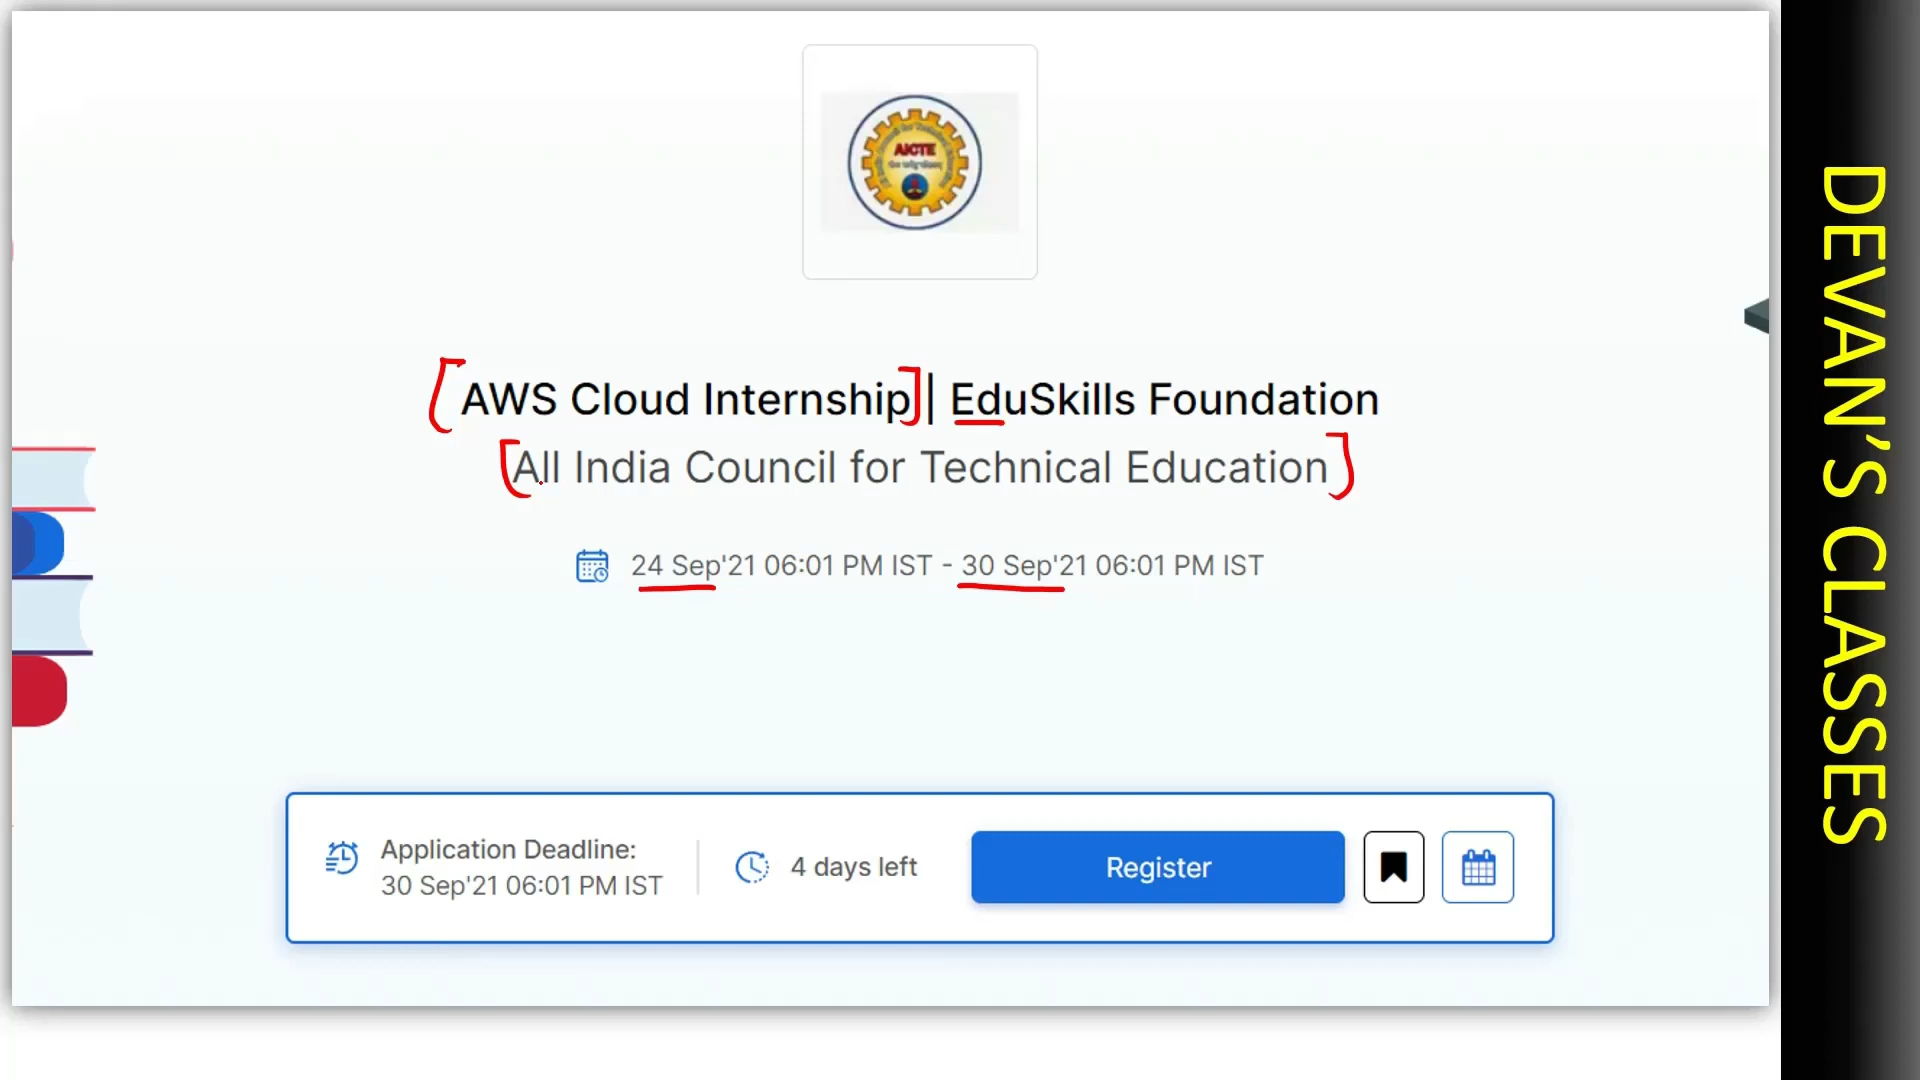 AICTE
AWS Cloud Internship | EduSkills Foundation
All India Council for Technical Education
24 Sep'21 06:01 PM IST - 30 Sep'21 06:01 PM IST
Application Deadline:
30 Sep'21 06:01 PM IST
4 days left
Register
DEVAN'S CLASSES